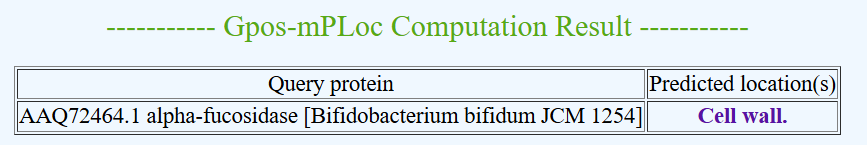 ----------- Gpos-mPLoc Computation Result -----------
Query protein Predicted location(s)
AAQ72464.1 alpha-fucosidase [Bifidobacterium bifidum JCM 1254] Cell wall.